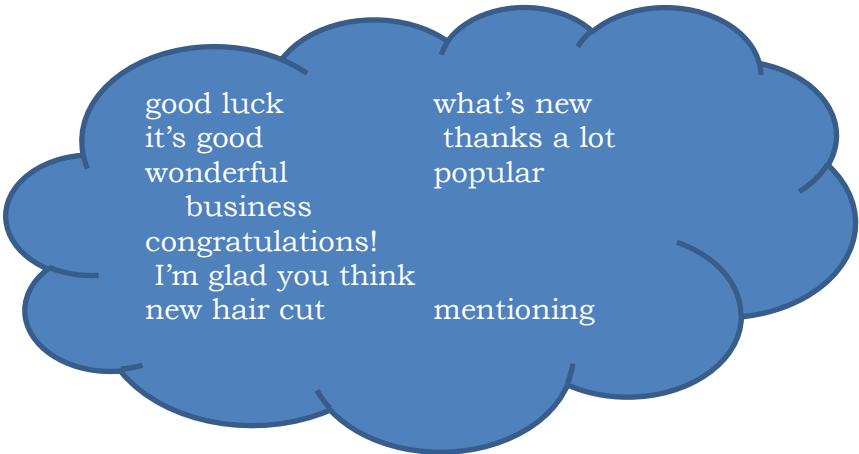 good luck what’s new
it’s good thanks a lot
wonderful popular
business
congratulations!
I’m glad you think
new hair cut mentioning